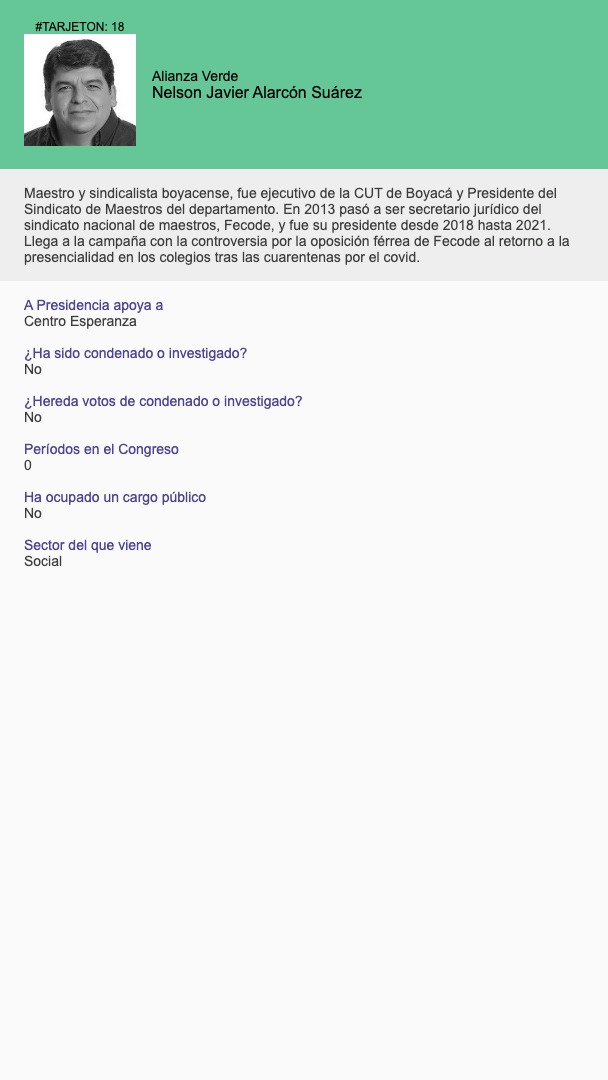 #TARJETON: 18
Alianza Verde
Nelson Javier Alarcón Suárez
Maestro y sindicalista boyacense, fue ejecutivo de la CUT de Boyacá y Presidente del
Sindicato de Maestros del departamento. En 2013 pasó a ser secretario jurídico del
sindicato nacional de maestros, Fecode, y fue su presidente desde 2018 hasta 2021.
Llega a la campaña con la controversia por la oposición férrea de Fecode al retorno a la
presencialidad en los colegios tras las cuarentenas por el covid.
A Presidencia apoya a
Centro Esperanza
¿Ha sido condenado o investigado?
No
¿Hereda votos de condenado o investigado?
No
Períodos en el Congreso
0
Ha ocupado un cargo público
No
Sector del que viene
Social